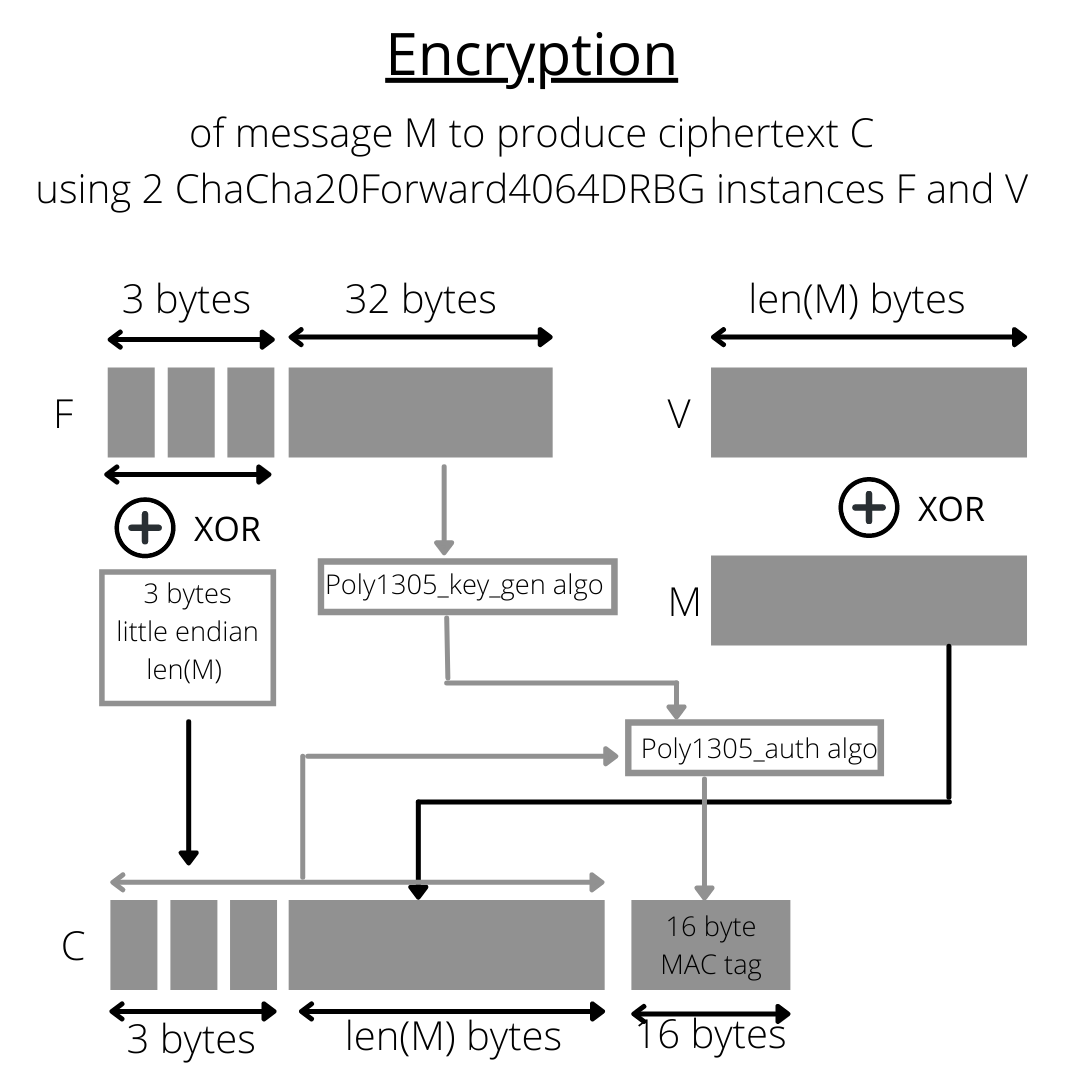 Encryption
of message M to produce ciphertext C
using 2 ChaCha20Forward4064DRBG instances F and V
3 bytes
32 bytes
len(M) bytes
F
V
XOR
XOR
3 bytes
little endian
len(M)
Poly1305_key_gen algo
M
Poly1305_auth algo
C
16 byte
MAC tag
3 bytes
len(M) bytes
16 bytes